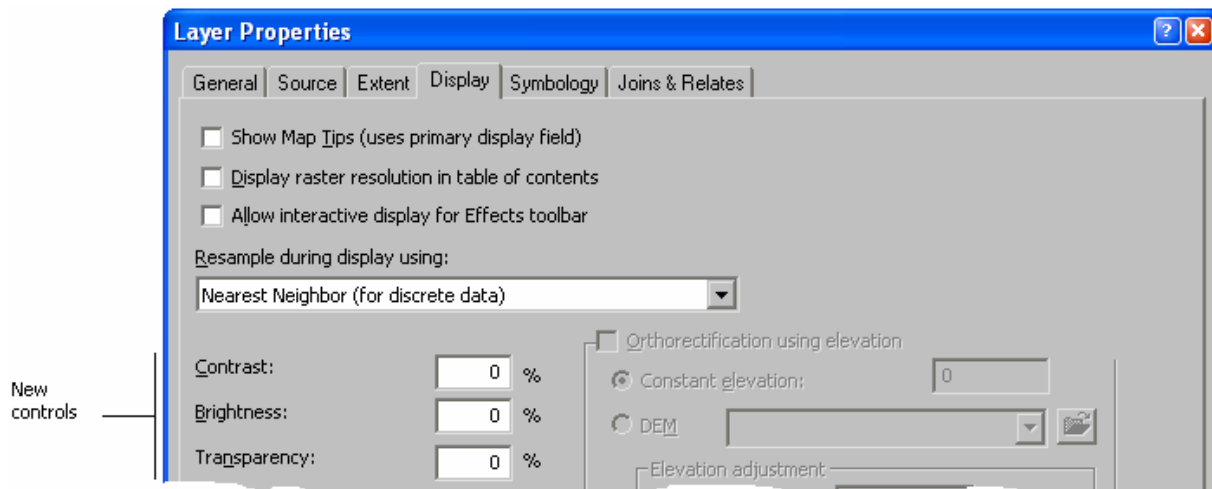 Layer Properties
General Source Extent Display Symbology Joins & Relates
Show Map Tips (uses primary display field)
Display raster resolution in table of contents
Allow interactive display for Effects toolbar
Resample during display using:
Nearest Neighbor (for discrete data)
Contrast: 0 %
Brightness: 0 %
Transparency: 0 %
Orthorectification using elevation
Constant elevation: 0
DEM
Elevation adjustment
New
controls